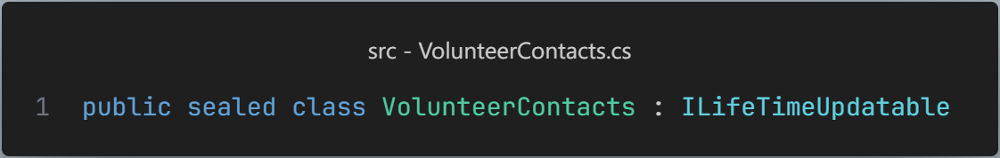 src - VolunteerContacts.cs
1 public sealed class VolunteerContacts : ILifeTimeUpdatable